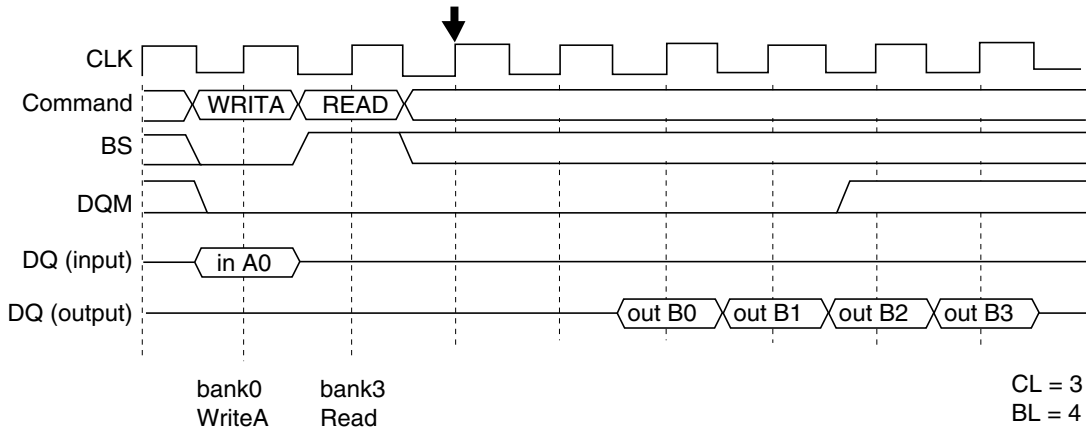 CLK
Command WRITA READ
BS
DQM
DQ (input) in A0
DQ (output) out B0 out B1 out B2 out B3
bank0 bank3 CL = 3
WriteA Read BL = 4